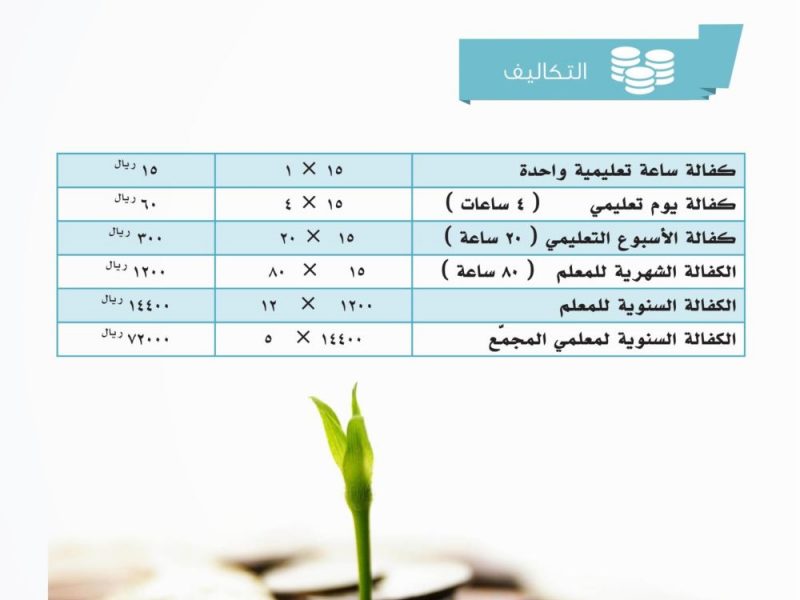 التكاليف
كفالة ساعة تعليمية واحدة ١٥ × ١ ١٥ ريال
كفالة يوم تعليمي ( ٤ ساعات ) ١٥ × ٤ ٦٠ ريال
كفالة الأسبوع التعليمي ( ٢٠ ساعة ) ١٥ × ٢٠ ٣٠٠ ريال
الكفالة الشهرية للمعلم ( ٨٠ ساعة ) ١٥ × ٨٠ ١٢٠٠ ريال
الكفالة السنوية للمعلم ١٢٠٠ × ١٢ ١٤٤٠٠ ريال
الكفالة السنوية لمعلمي المجمّع ١٤٤٠٠ × ٥ ٧٢٠٠٠ ريال